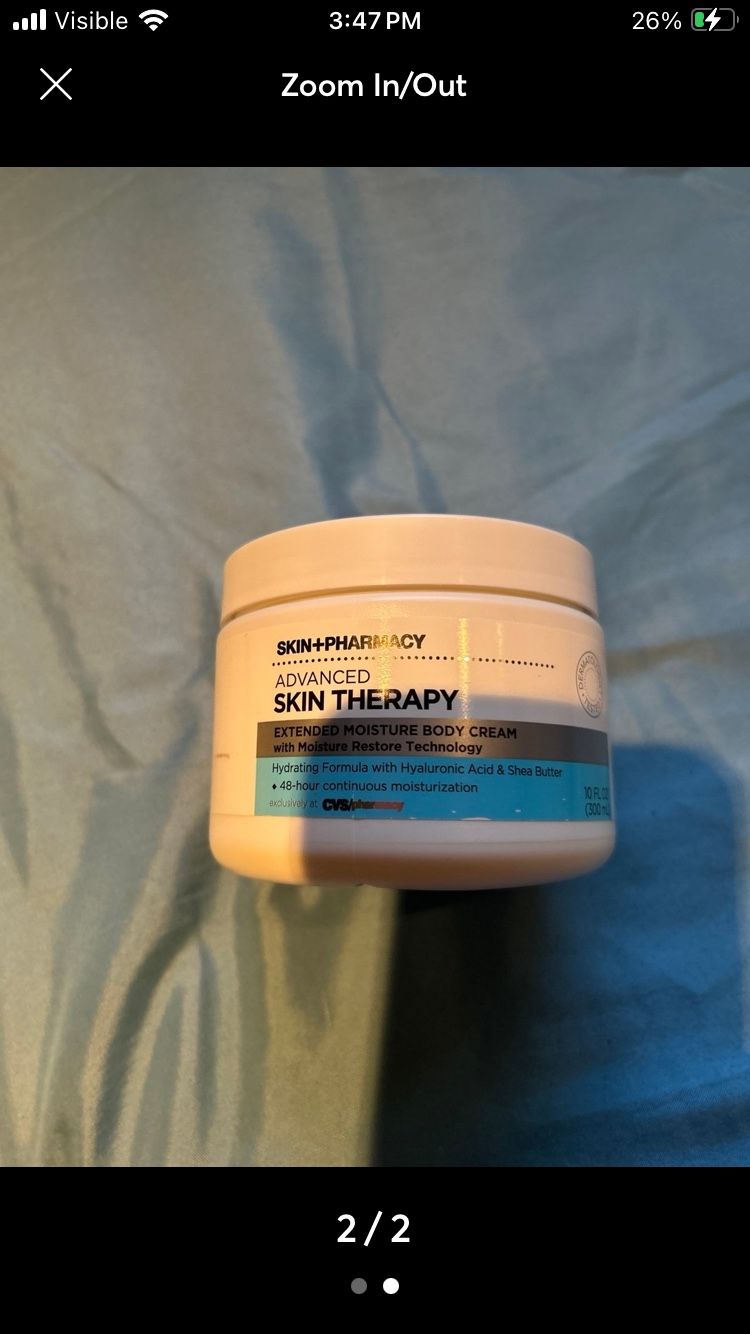 Visible
3:47 PM
26%
Zoom In/Out
SKIN+PHARMACY
ADVANCED
SKIN THERAPY
EXTENDED MOISTURE BODY CREAM
with Moisture Restore Technology
Hydrating Formula with Hyaluronic Acid & Shea Butter
♦ 48-hour continuous moisturization
exclusively at CVS/pharmacy
10 FL OZ
(300 mL
2 / 2